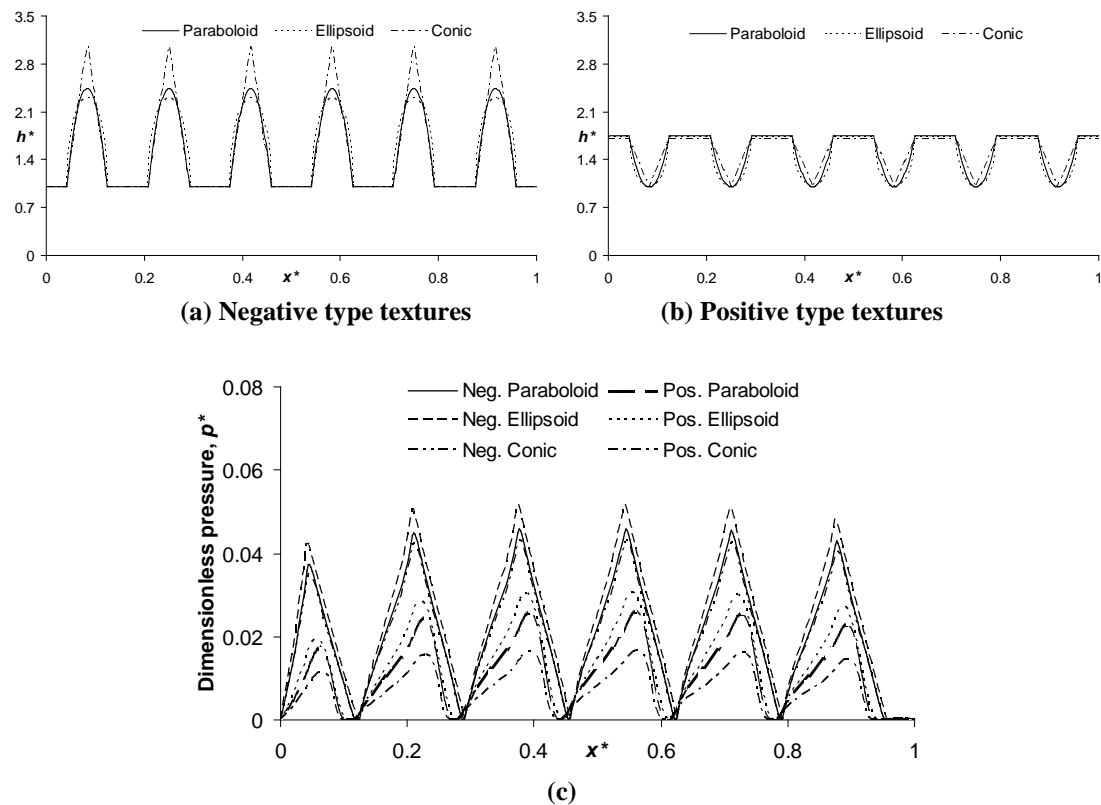 3.5
2.8
2.1
h*
1.4
0.7
0
Paraboloid Ellipsoid Conic
0 0.2 0.4 x* 0.6 0.8 1
(a) Negative type textures
3.5
2.8
2.1
h*
1.4
0.7
0
Paraboloid Ellipsoid Conic
0 0.2 0.4 x* 0.6 0.8 1
(b) Positive type textures
Dimensionless pressure, p*
0.08
0.06
0.04
0.02
0
Neg. Paraboloid Pos. Paraboloid
Neg. Ellipsoid Pos. Ellipsoid
Neg. Conic Pos. Conic
0 0.2 x* 0.4 0.6 0.8 1
(c)